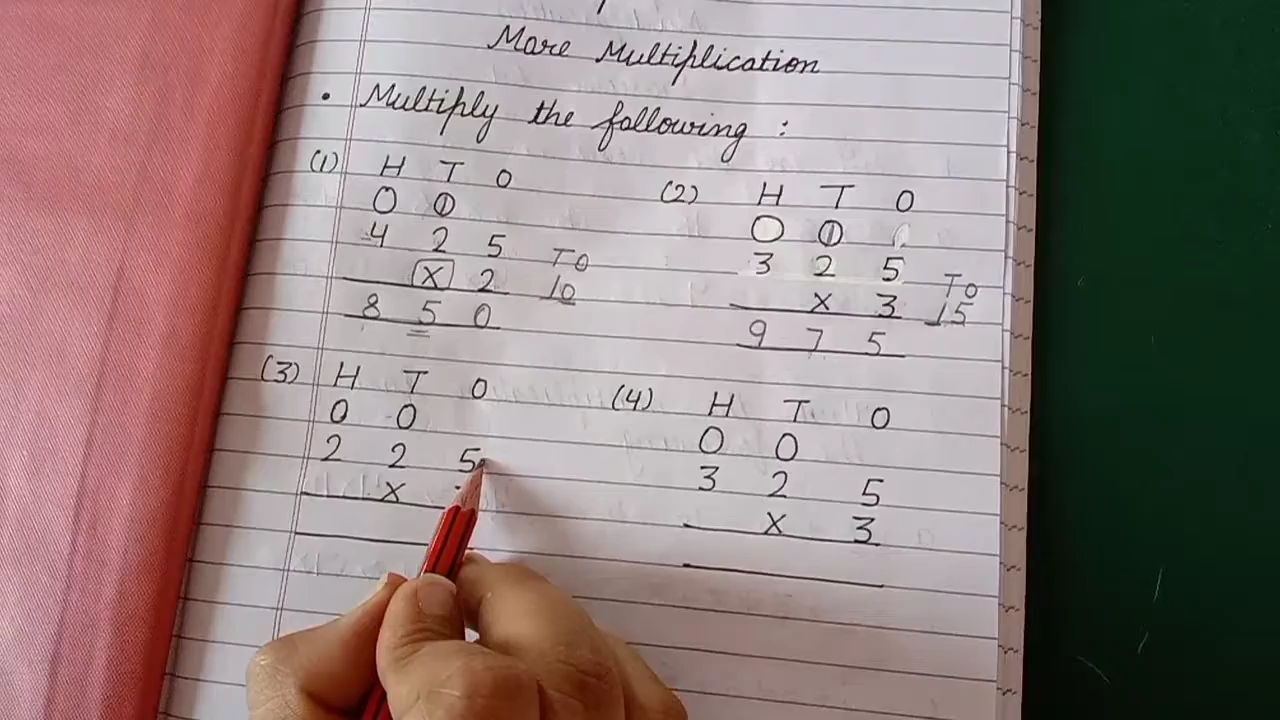 More Multiplication
• Multiply the following :
(1) H T O
0 1
4 2 5 TO
x 2 10
8 5 0
(2) H T O
0 1
3 2 5 To
x 3 15
9 7 5
(3) H T O
0 0
2 2 5
x
(4) H T O
0 0
3 2 5
x 3